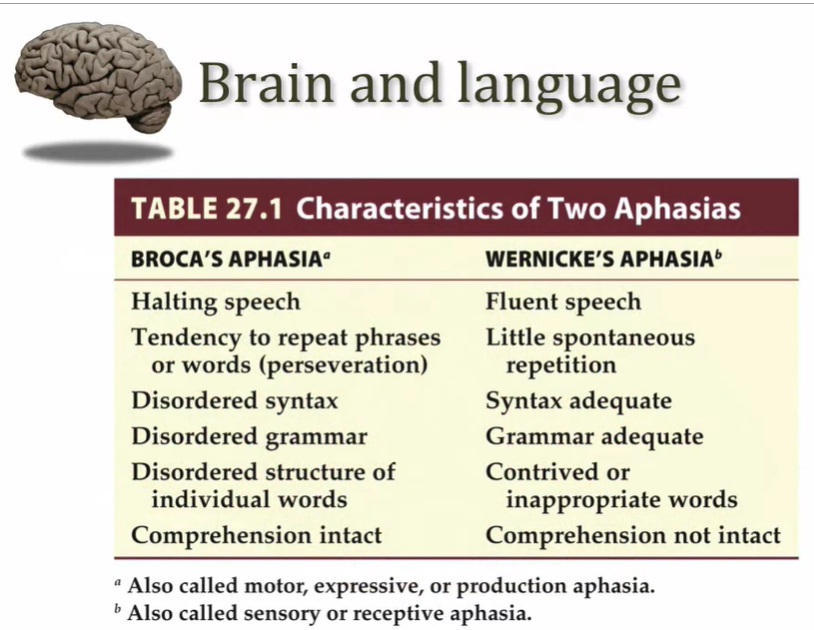 Brain and language
TABLE 27.1 Characteristics of Two Aphasias
BROCA'S APHASIAᵃ WERNICKE'S APHASIAᵇ
Halting speech Fluent speech
Tendency to repeat phrases Little spontaneous
or words (perseveration) repetition
Disordered syntax Syntax adequate
Disordered grammar Grammar adequate
Disordered structure of Contrived or
individual words inappropriate words
Comprehension intact Comprehension not intact
ᵃ Also called motor, expressive, or production aphasia.
ᵇ Also called sensory or receptive aphasia.